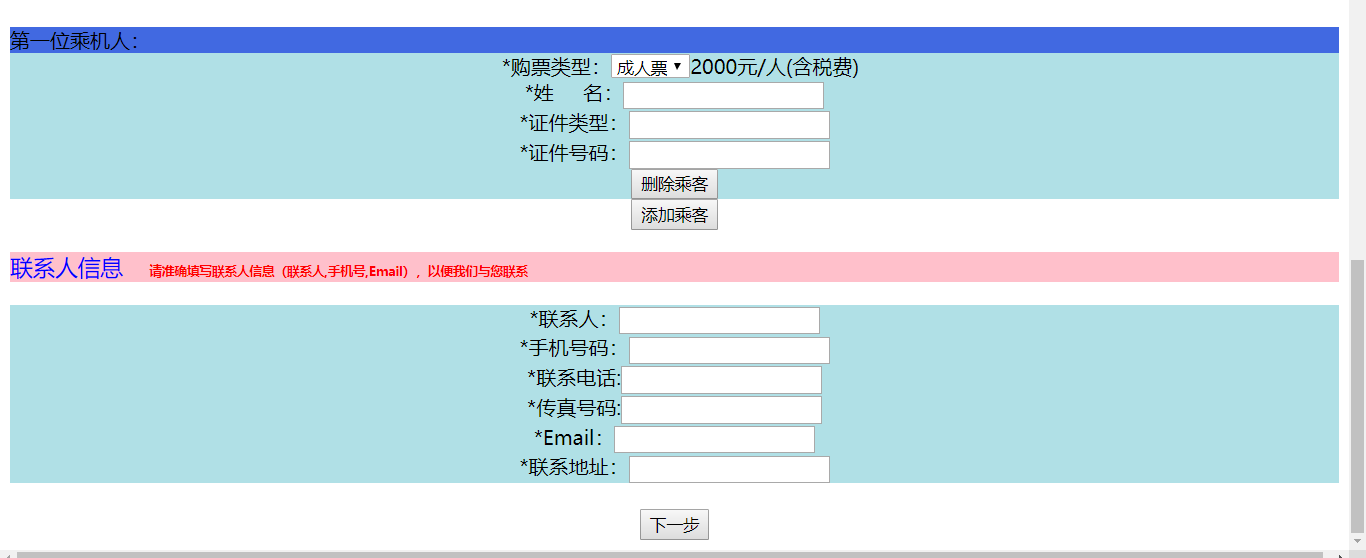 第一位乘机人：
*购票类型： 成人票 2000元/人(含税费)
*姓 名：
*证件类型：
*证件号码：
删除乘客
添加乘客
联系人信息 请准确填写联系人信息（联系人,手机号,Email），以便我们与您联系
*联系人：
*手机号码：
*联系电话:
*传真号码:
*Email：
*联系地址：
下一步